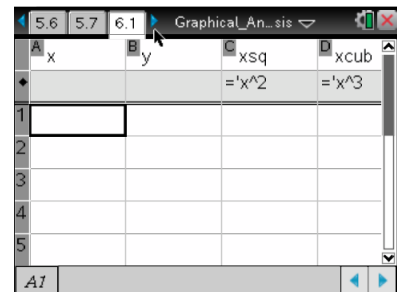 5.6 5.7 6.1 Graphical_An…sis
A x B y C xsq D xcub
='x^2 ='x^3
1
2
3
4
5
A1